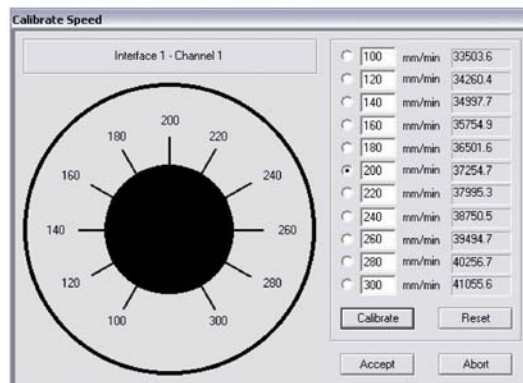 Calibrate Speed
Interface 1 - Channel 1
200
180
220
160
240
140
260
120
280
100
300
100 mm/min 33503.6
120 mm/min 34260.4
140 mm/min 34997.7
160 mm/min 35754.9
180 mm/min 36501.6
200 mm/min 37254.7
220 mm/min 37995.3
240 mm/min 38750.5
260 mm/min 39494.7
280 mm/min 40256.7
300 mm/min 41055.6
Calibrate Reset
Accept Abort